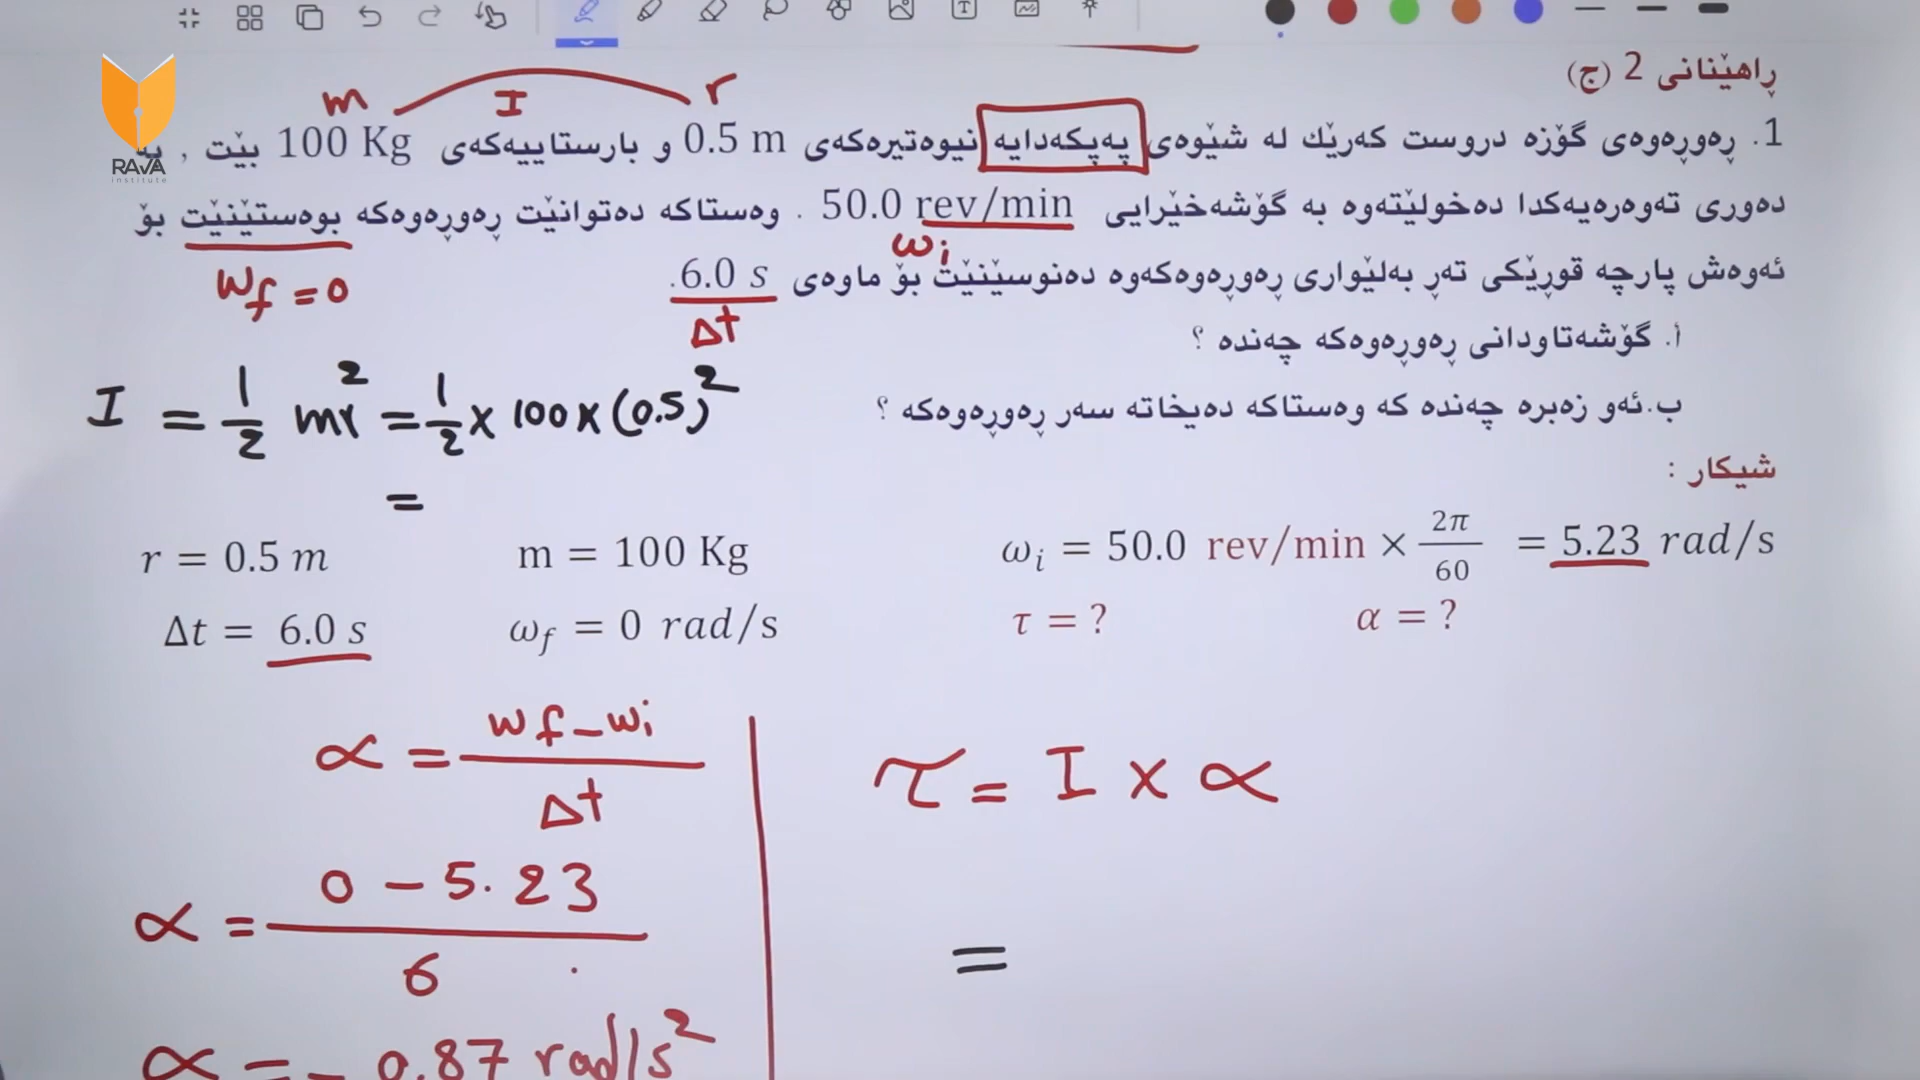 RAVA
institute
ڕاهێنانی 2 (ج)
m I r
1. ڕەوڕەوەی گۆزە دروست کەرێك لە شێوەی پەپکەدایە نیوەتیرەکەی 0.5 m و بارستاییەکەی 100 Kg بێت , بە
دەوری تەوەرەیەکدا دەخولێتەوە بە گۆشەخێرایی 50.0 rev/min . وەستاکە دەتوانێت ڕەوڕەوەکە بوەستێنێت بۆ
ωi
ئەوەش پارچە قوڕێکی تەڕ بەلێواری ڕەوڕەوەکەوە دەنوسێنێت بۆ ماوەی 6.0 s.
wf = 0
Δt
أ. گۆشەتاودانی ڕەوڕەوەکە چەندە ؟
I = 1/2 mr² = 1/2 x 100 x (0.5)²
ب.ئەو زەبرە چەندە کە وەستاکە دەیخاتە سەر ڕەوڕەوەکە ؟
=
شیکار :
r = 0.5 m m = 100 Kg ωi = 50.0 rev/min × 2π/60 = 5.23 rad/s
Δt = 6.0 s ωf = 0 rad/s τ = ? α = ?
α = wf - wi / Δt
τ = I x α
α = 0 - 5.23 / 6
=
α = - 0.87 rad/s²